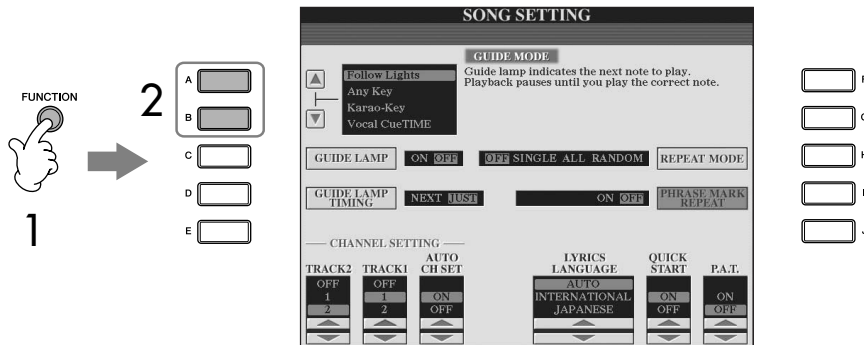 SONG SETTING
GUIDE MODE
Follow Lights
Any Key
Karao-Key
Vocal CueTIME
Guide lamp indicates the next note to play.
Playback pauses until you play the correct note.
FUNCTION
1
2
A
B
C
D
E
GUIDE LAMP ON OFF OFF SINGLE ALL RANDOM REPEAT MODE
GUIDE LAMP
TIMING
NEXT JUST ON OFF
PHRASE MARK
REPEAT
CHANNEL SETTING
TRACK2
OFF
1
2
TRACK1
OFF
1
2
AUTO
CH SET
ON
OFF
LYRICS
LANGUAGE
AUTO
INTERNATIONAL
JAPANESE
QUICK
START
ON
OFF
P.A.T.
ON
OFF